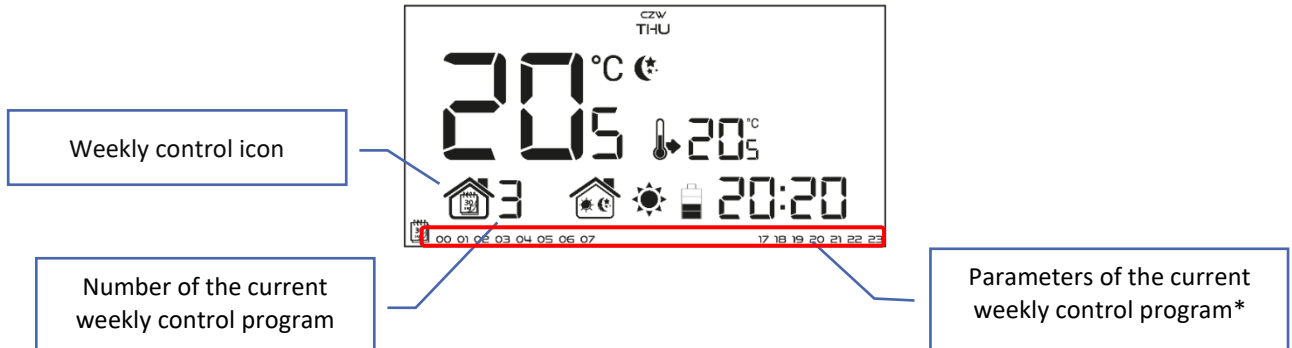 CZW
THU
20 5 °C
20 5 °C
Weekly control icon
3
20:20
30
30
00 01 02 03 04 05 06 07 17 18 19 20 21 22 23
Number of the current
weekly control program
Parameters of the current
weekly control program*